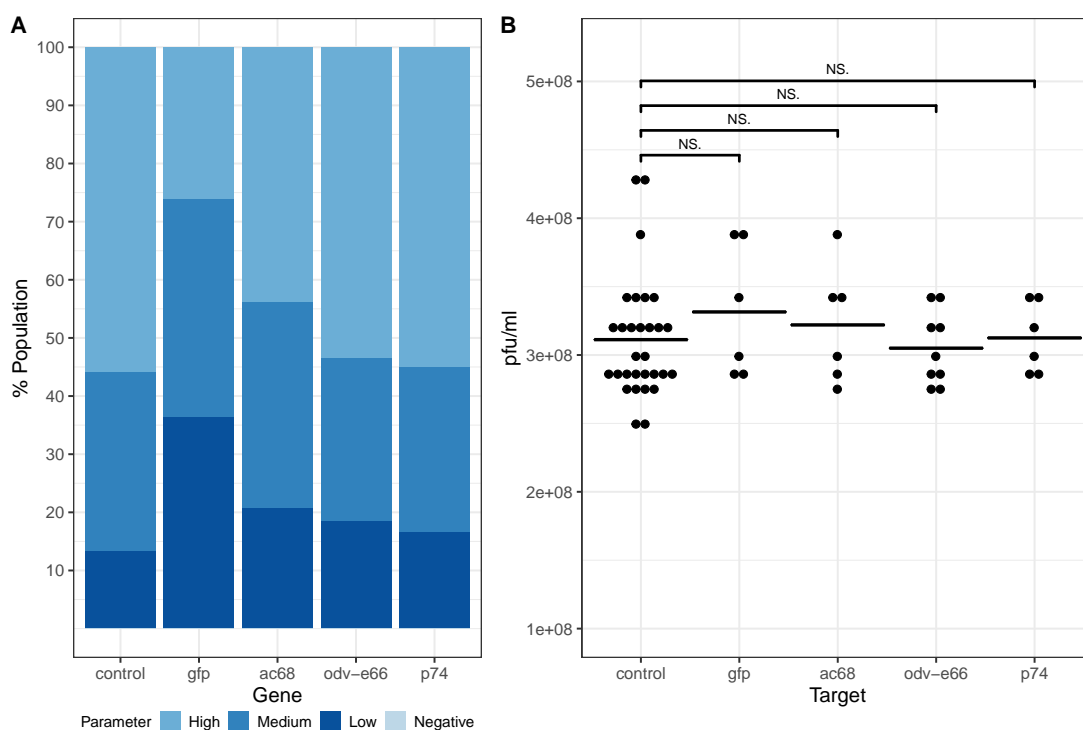 A
% Population
100
90
80
70
60
50
40
30
20
10
control gfp ac68 odv−e66 p74
Gene
Parameter High Medium Low Negative
B
pfu/ml
5e+08
4e+08
3e+08
2e+08
1e+08
NS.
NS.
NS.
NS.
control gfp ac68 odv−e66 p74
Target